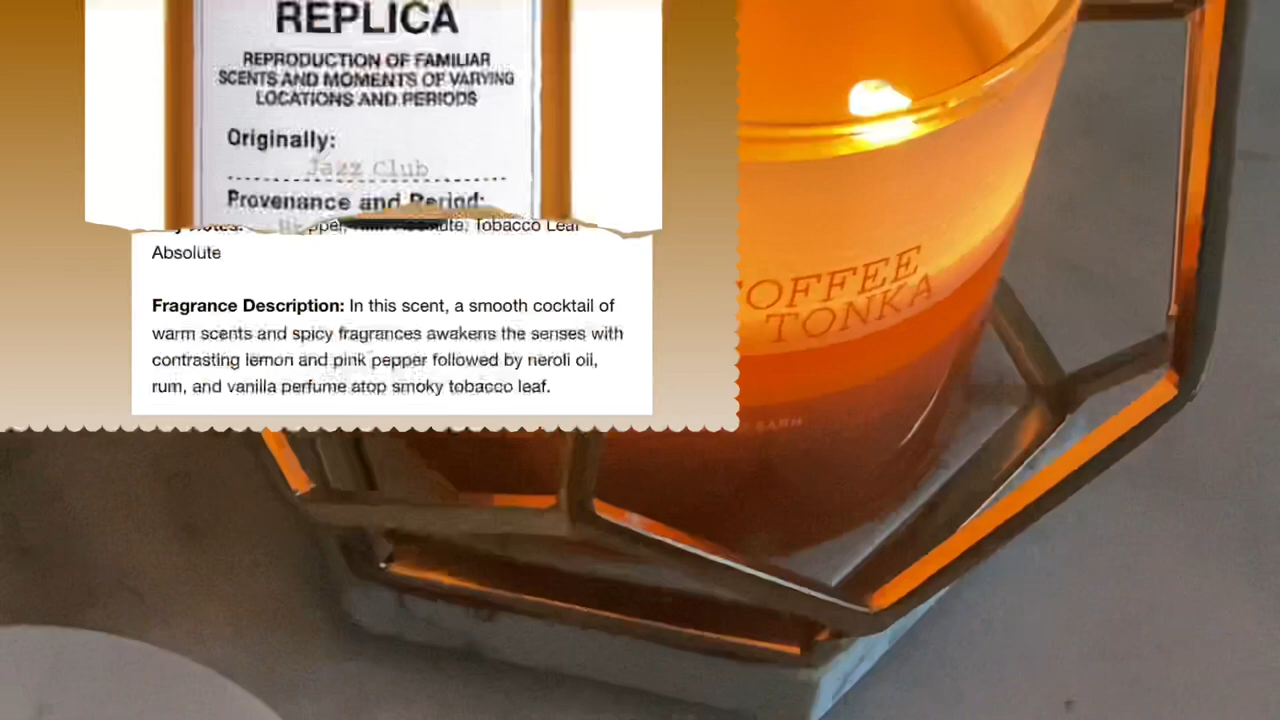 REPLICA
REPRODUCTION OF FAMILIAR
SCENTS AND MOMENTS OF VARYING
LOCATIONS AND PERIODS
Originally:
Jazz Club
Provenance and Period:
Tobacco Leaf
Absolute
Fragrance Description: In this scent, a smooth cocktail of
warm scents and spicy fragrances awakens the senses with
contrasting lemon and pink pepper followed by neroli oil,
rum, and vanilla perfume atop smoky tobacco leaf.
OFFEE
TONKA